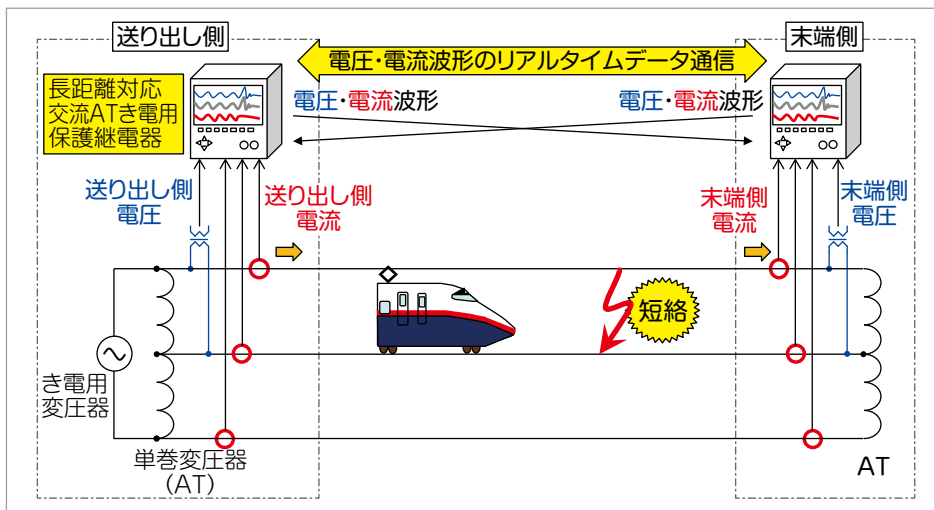 送り出し側
末端側
電圧・電流波形のリアルタイムデータ通信
長距離対応
交流ATき電用
保護継電器
電圧・電流波形
電圧・電流波形
送り出し側
電圧
送り出し側
電流
末端側
電流
末端側
電圧
短絡
き電用
変圧器
単巻変圧器
(AT)
AT